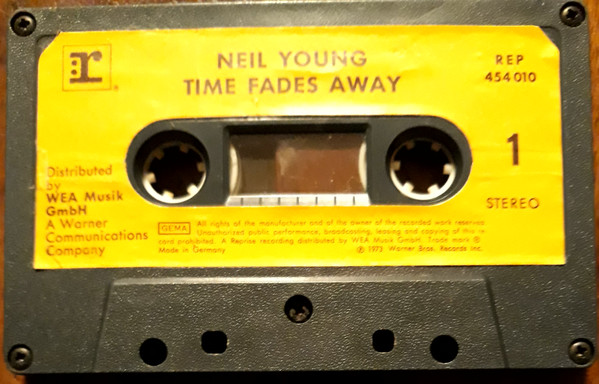 r
NEIL YOUNG
TIME FADES AWAY
REP
454 010
1
STEREO
Distributed
by
WEA Musik
GmbH
A Warner
Communications
Company
GEMA
All rights of the manufacturer and of the owner of the recorded work reserved
Unauthorized public performance, broadcasting, leasing and copying of this re
cord prohibited. A Reprise recording distributed by WEA Musik GmbH. Trade mark ®
Made in Germany
℗ 1973 Warner Bros. Records Inc.